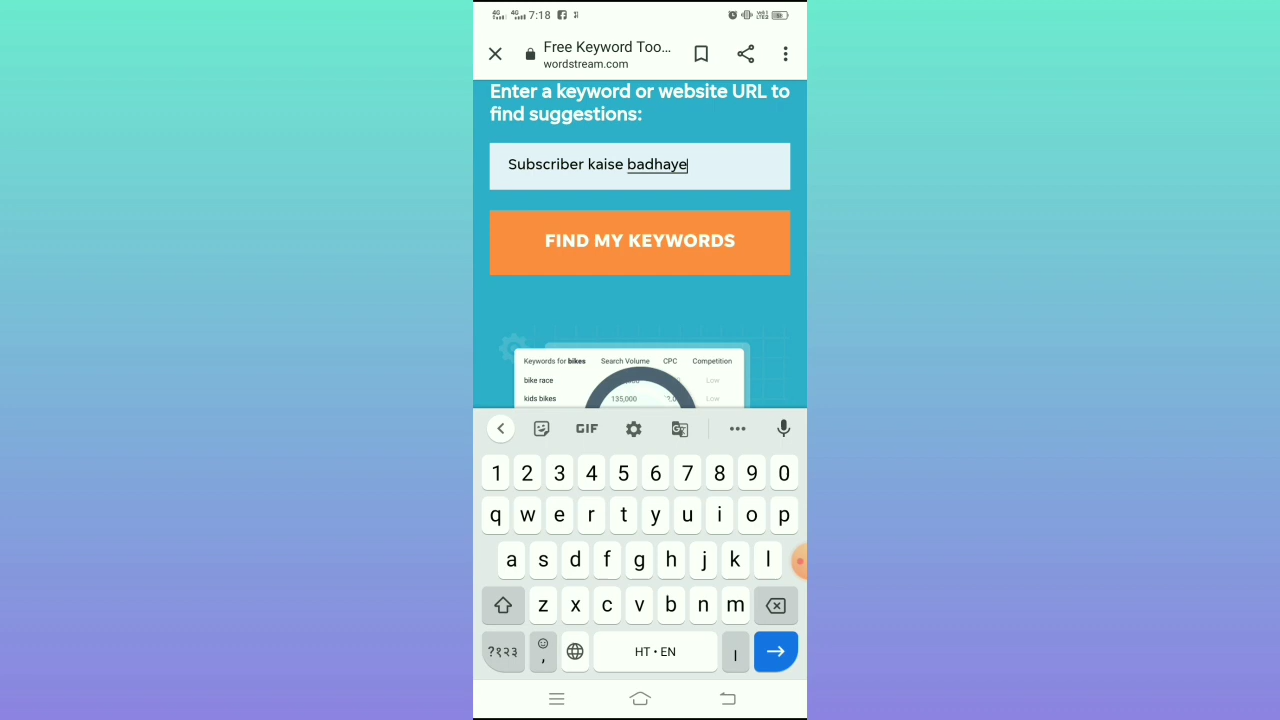 4G 4G 7:18
Free Keyword Too...
wordstream.com
Enter a keyword or website URL to
find suggestions:
Subscriber kaise badhaye
FIND MY KEYWORDS
Keywords for bikes Search Volume CPC Competition
bike race Low
kids bikes 135,000 Low
GIF
1 2 3 4 5 6 7 8 9 0
q w e r t y u i o p
a s d f g h j k l
z x c v b n m
?१२३ , HT • EN ।